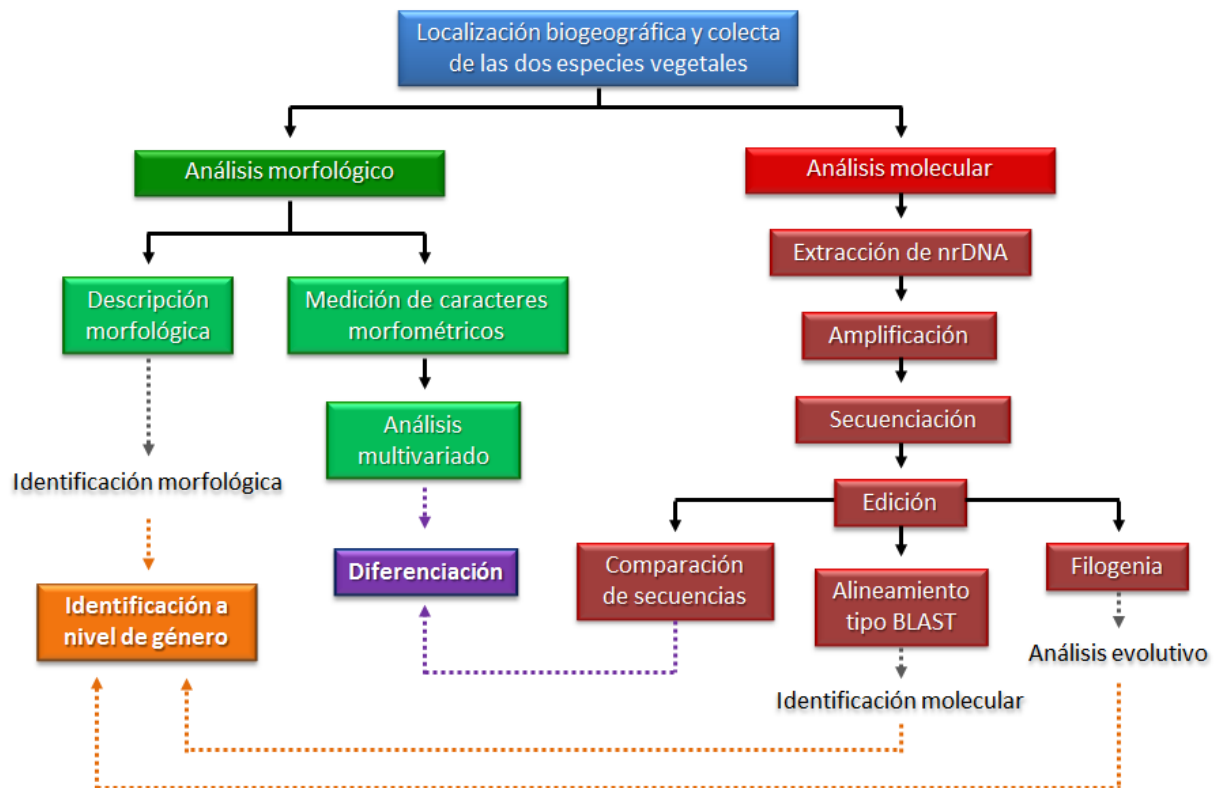 Localización biogeográfica y colecta
de las dos especies vegetales
Análisis morfológico
Análisis molecular
Extracción de nrDNA
Descripción
morfológica
Medición de caracteres
morfométricos
Amplificación
Secuenciación
Análisis
multivariado
Identificación morfológica
Edición
Diferenciación
Comparación
de secuencias
Alineamiento
tipo BLAST
Filogenia
Identificación a
nivel de género
Análisis evolutivo
Identificación molecular